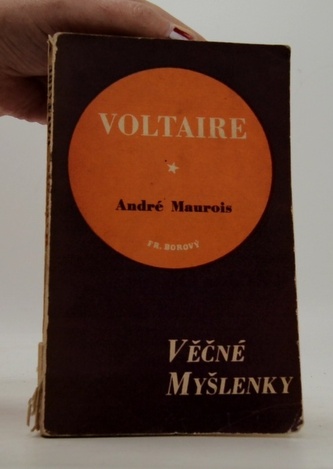 VOLTAIRE
André Maurois
FR. BOROVÝ
VĚČNÉ
MYŠLENKY